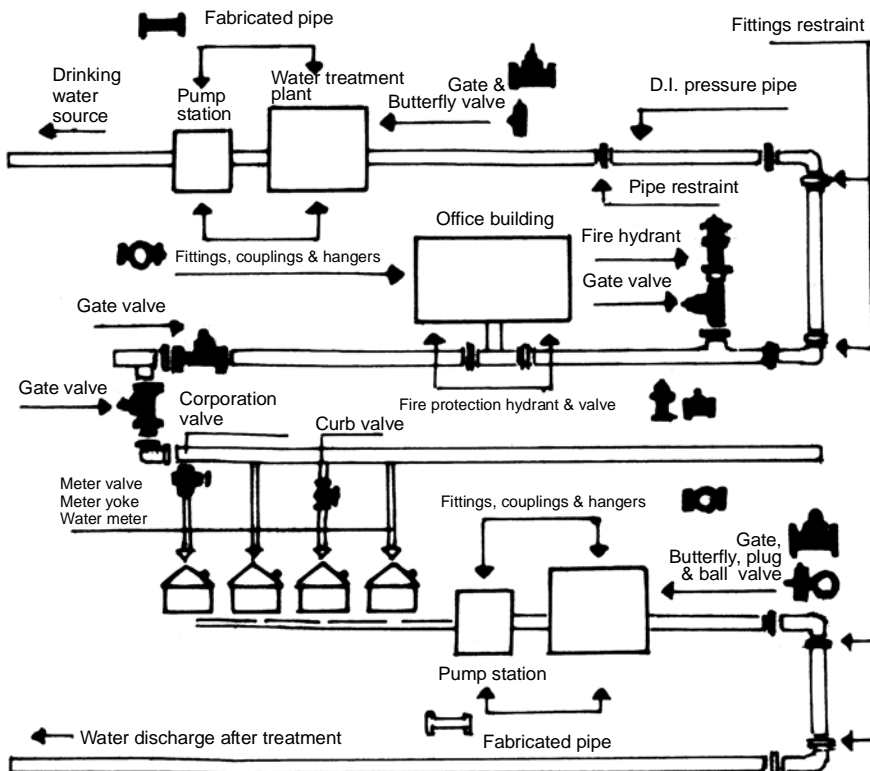 Fabricated pipe
Fittings restraint
Drinking
water
source
Pump
station
Water treatment
plant
Gate &
Butterfly valve
D.I. pressure pipe
Pipe restraint
Office building
Fire hydrant
Gate valve
Fittings, couplings & hangers
Gate valve
Gate valve
Corporation
valve
Curb valve
Fire protection hydrant & valve
Meter valve
Meter yoke
Water meter
Fittings, couplings & hangers
Gate,
Butterfly, plug
& ball valve
Pump station
Fabricated pipe
Water discharge after treatment